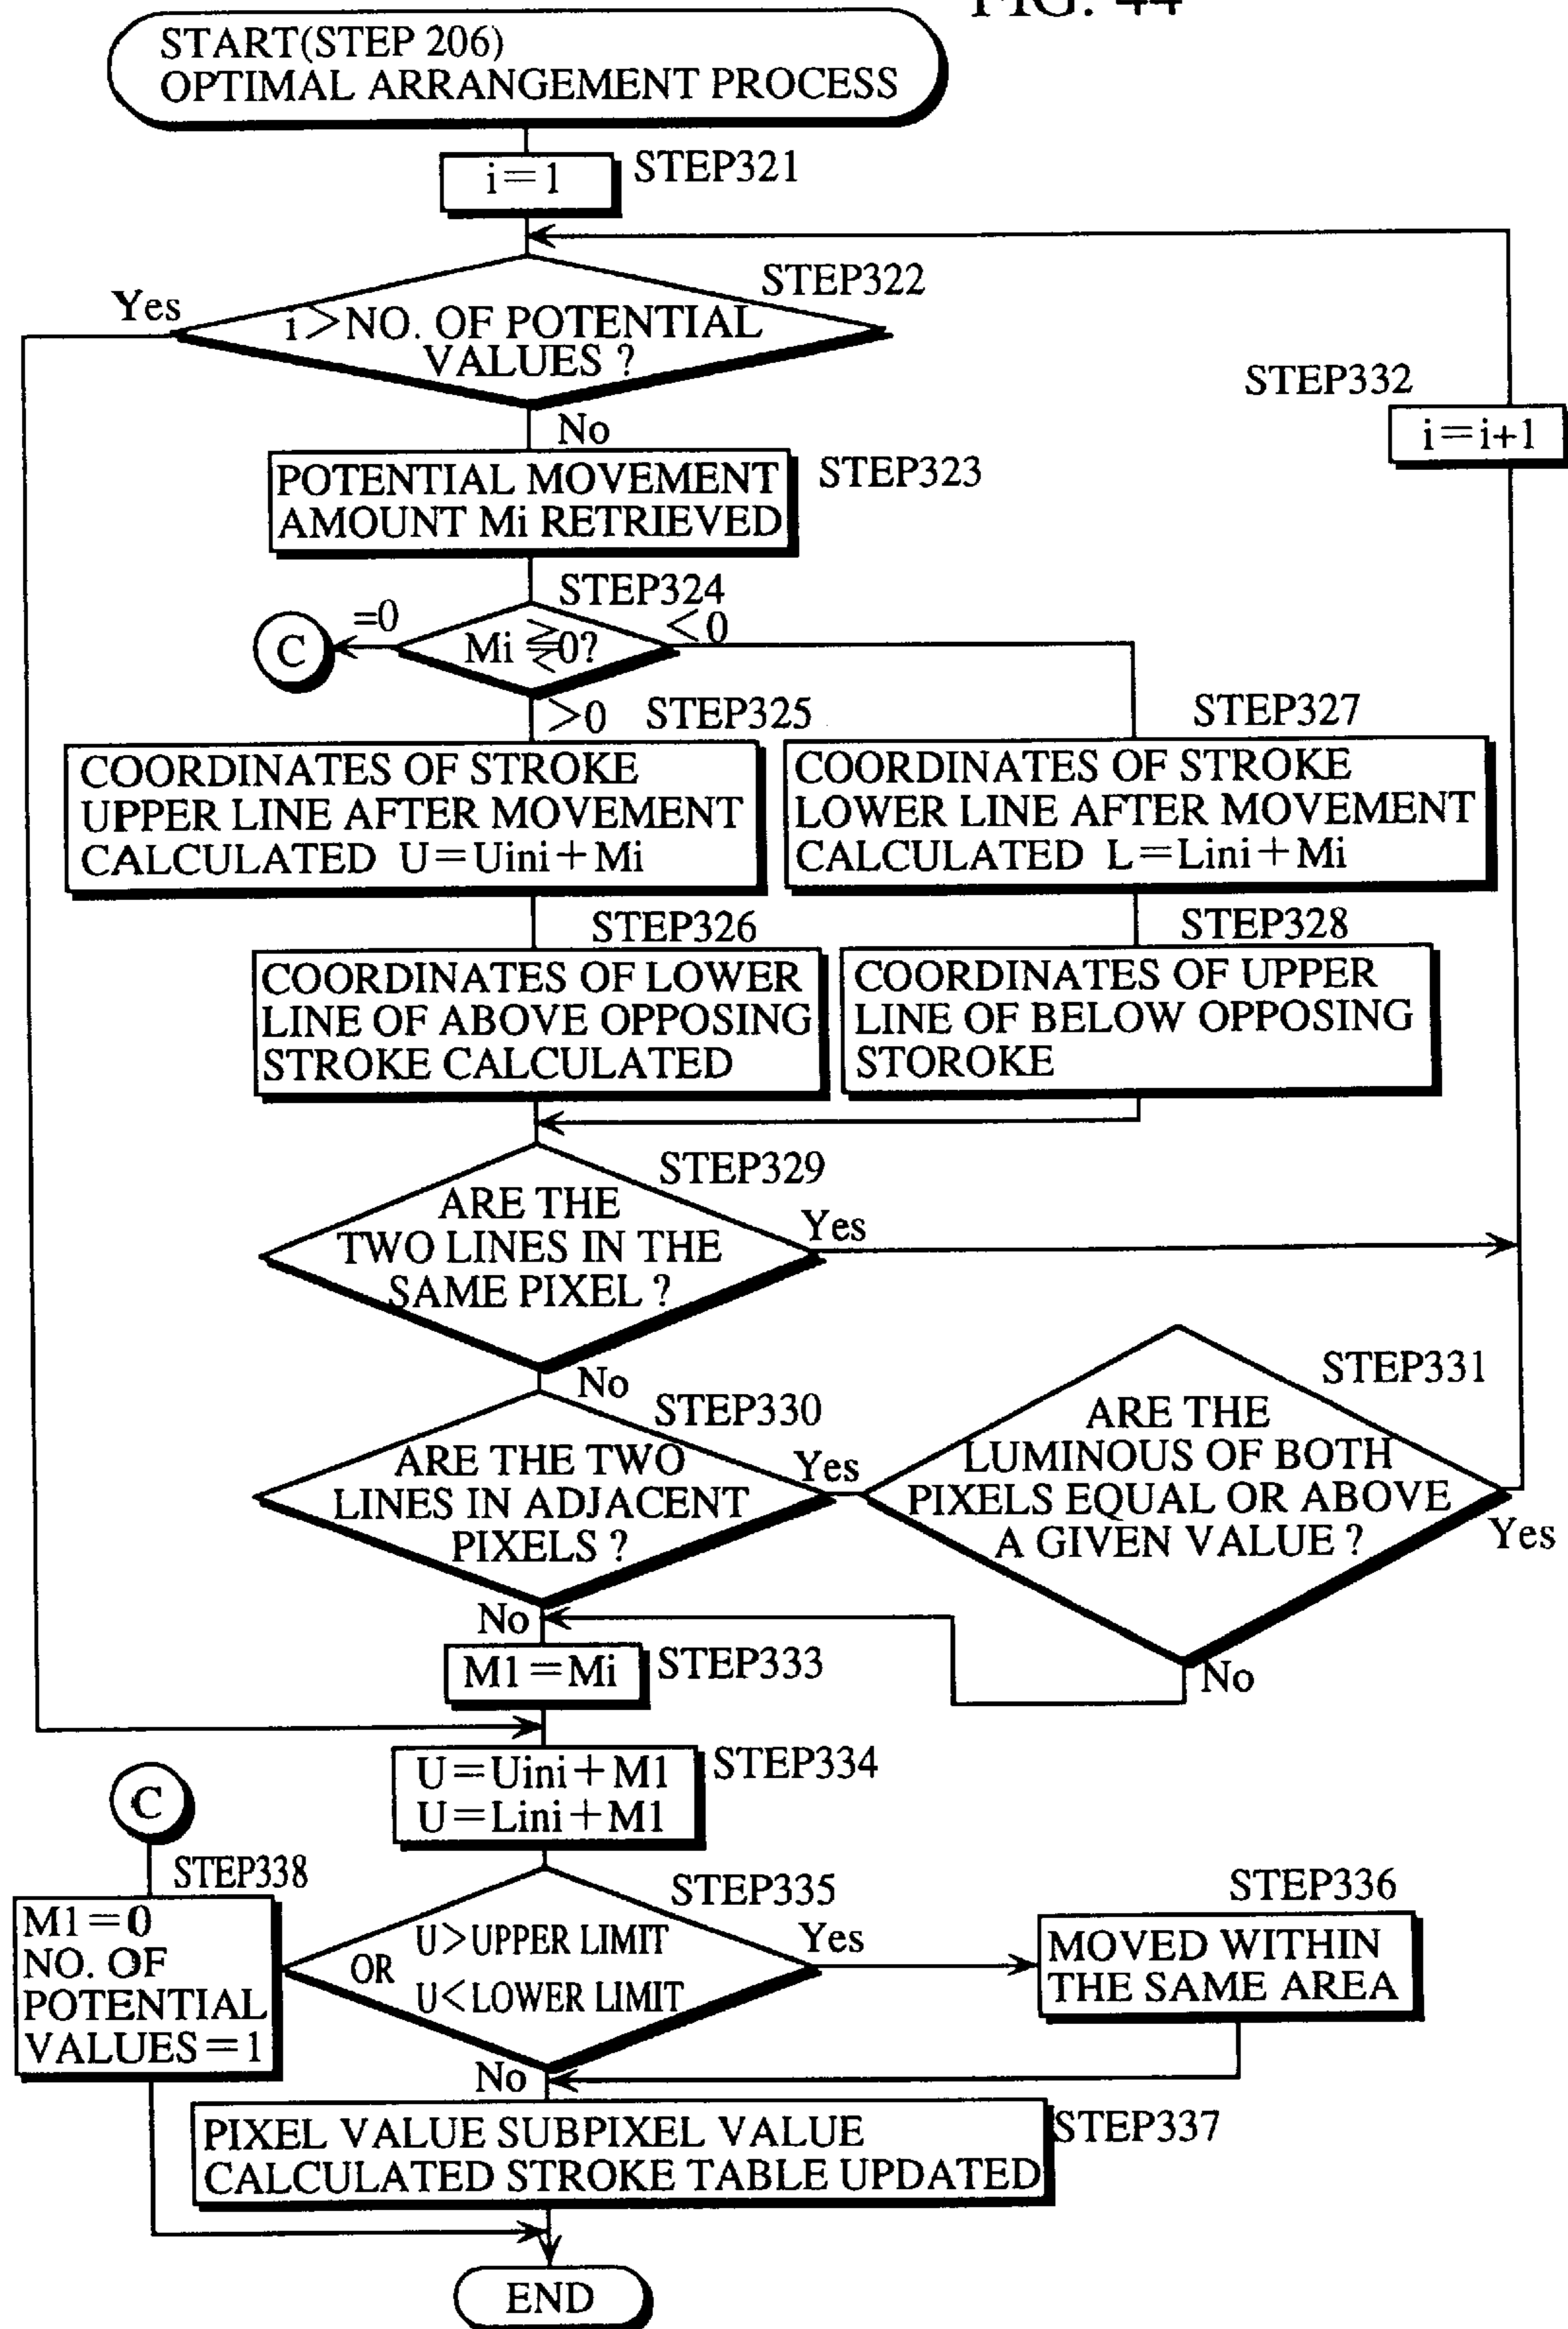 FIG. 44
START(STEP 206)
OPTIMAL ARRANGEMENT PROCESS
i=1
STEP321
STEP322
Yes
i>NO. OF POTENTIAL
VALUES ?
No
STEP332
i=i+1
POTENTIAL MOVEMENT
AMOUNT Mi RETRIEVED
STEP323
STEP324
=0
<0
C
Mi ⪌0?
>0
STEP325
STEP327
COORDINATES OF STROKE
UPPER LINE AFTER MOVEMENT
CALCULATED U=Uini+Mi
COORDINATES OF STROKE
LOWER LINE AFTER MOVEMENT
CALCULATED L=Lini+Mi
STEP326
STEP328
COORDINATES OF LOWER
LINE OF ABOVE OPPOSING
STROKE CALCULATED
COORDINATES OF UPPER
LINE OF BELOW OPPOSING
STOROKE
STEP329
ARE THE
TWO LINES IN THE
SAME PIXEL ?
Yes
No
STEP330
ARE THE TWO
LINES IN ADJACENT
PIXELS ?
Yes
STEP331
ARE THE
LUMINOUS OF BOTH
PIXELS EQUAL OR ABOVE
A GIVEN VALUE ?
Yes
No
No
M1=Mi
STEP333
U=Uini+M1
U=Lini+M1
STEP334
C
STEP338
M1=0
NO. OF
POTENTIAL
VALUES=1
STEP335
U>UPPER LIMIT
OR
U<LOWER LIMIT
Yes
STEP336
MOVED WITHIN
THE SAME AREA
No
PIXEL VALUE SUBPIXEL VALUE
CALCULATED STROKE TABLE UPDATED
STEP337
END